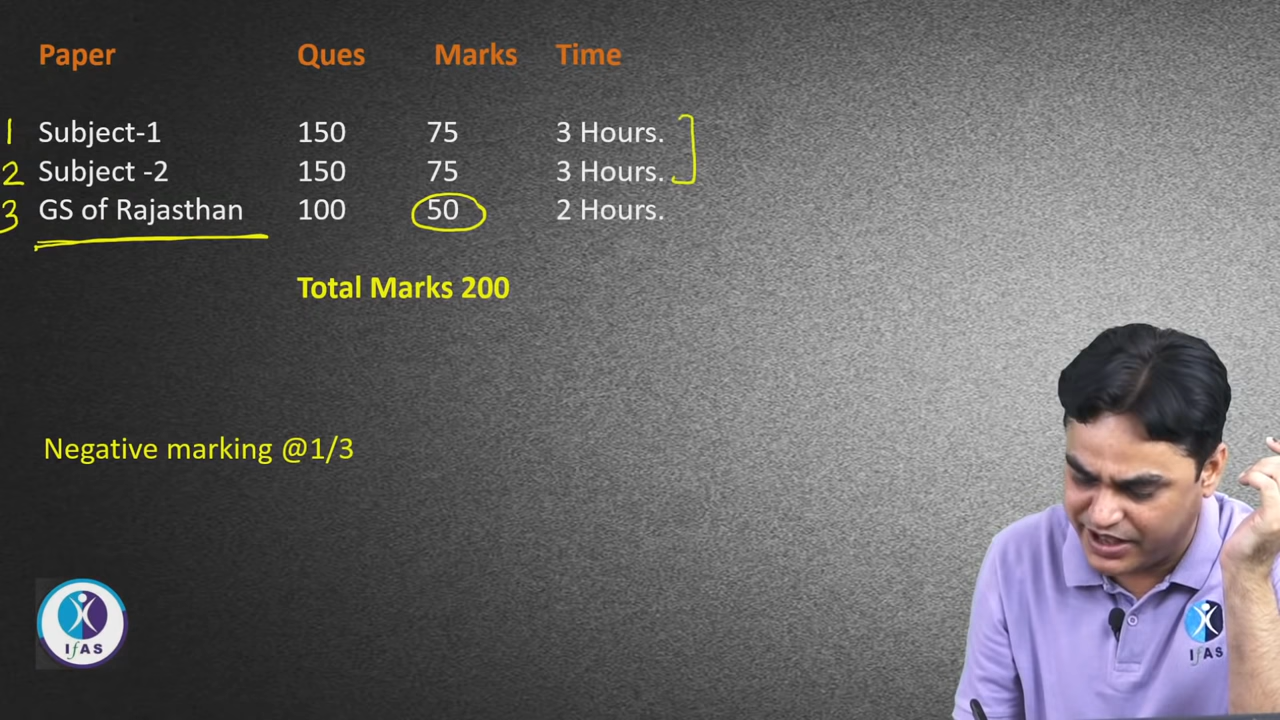 Paper Ques Marks Time
1 Subject-1 150 75 3 Hours.
2 Subject -2 150 75 3 Hours.
3 GS of Rajasthan 100 50 2 Hours.
Total Marks 200
Negative marking @1/3
IfAS
IfAS